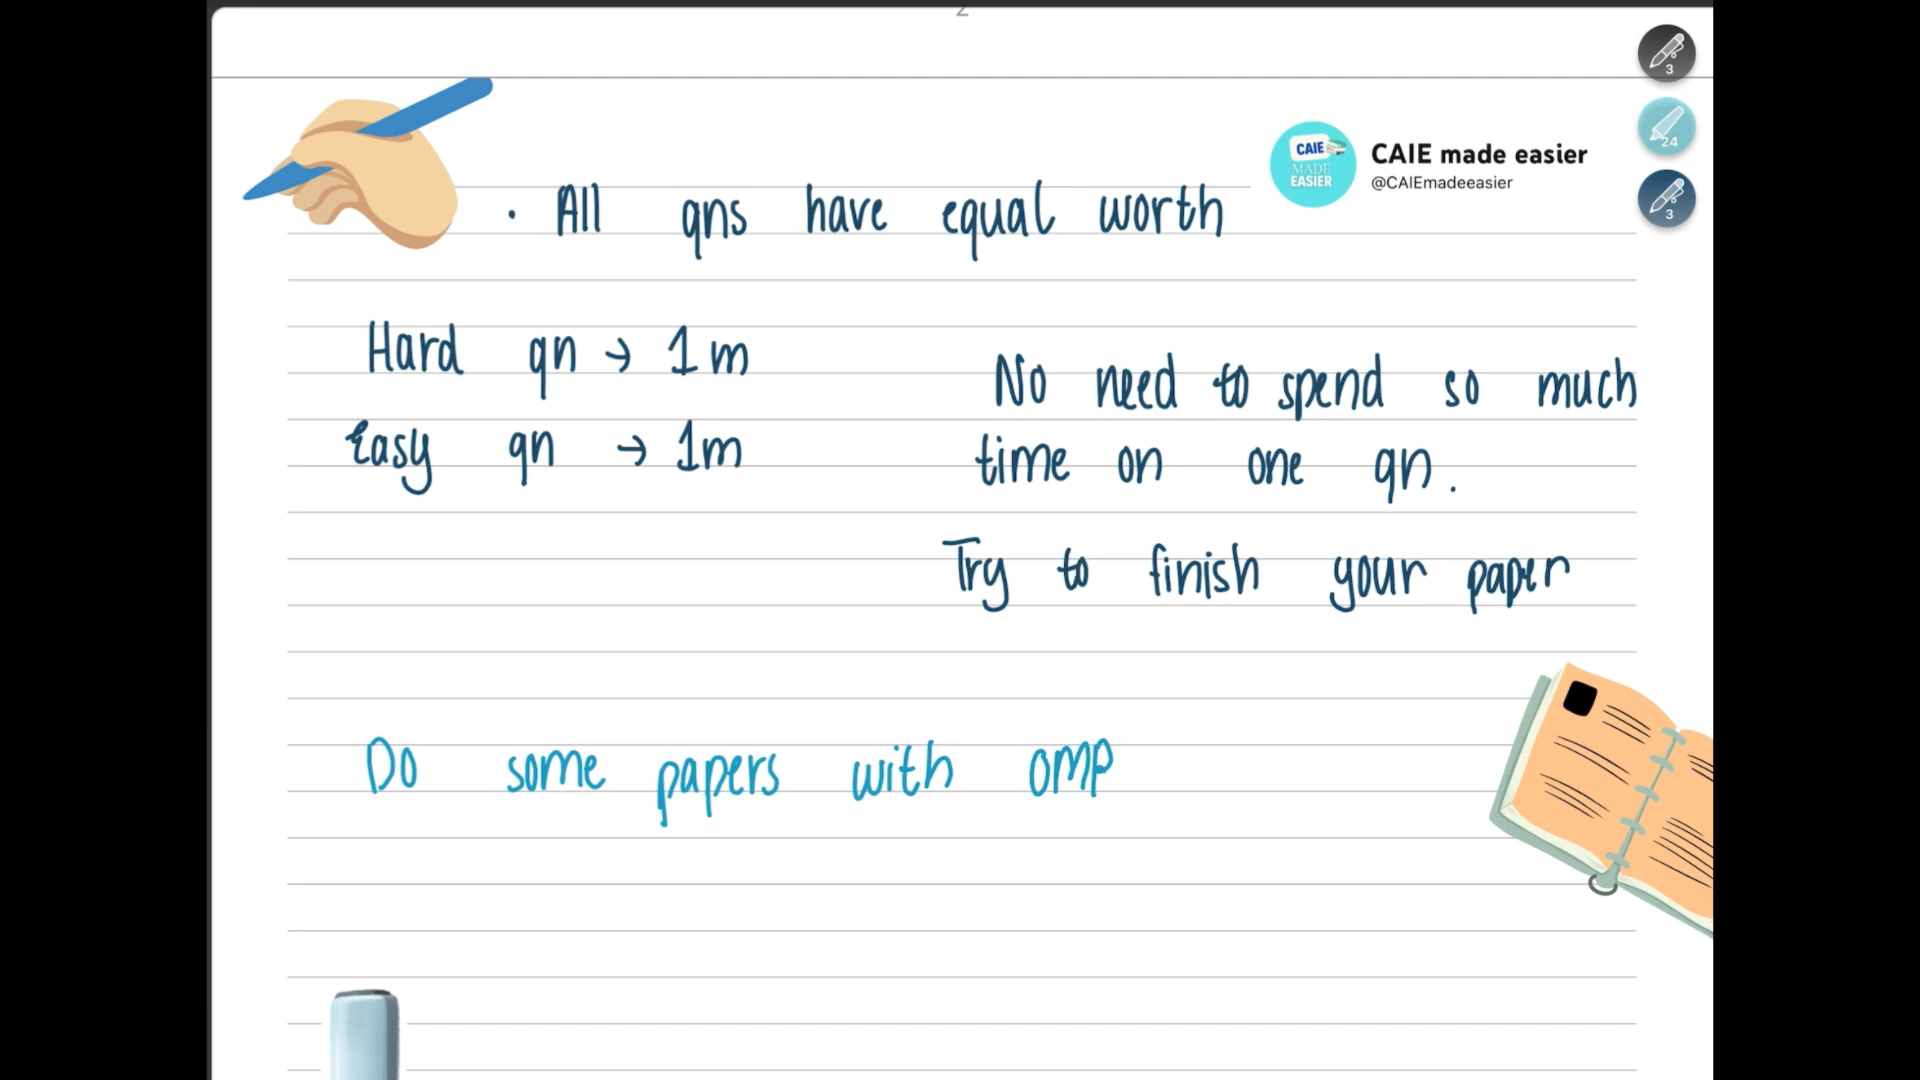 2
CAIE
MADE
EASIER
CAIE made easier
@CAIEmadeeasier
3
24
3
· All qns have equal worth
Hard qn → 1m
Easy qn → 1m
No need to spend so much
time on one qn.
Try to finish your paper
Do some papers with OMP